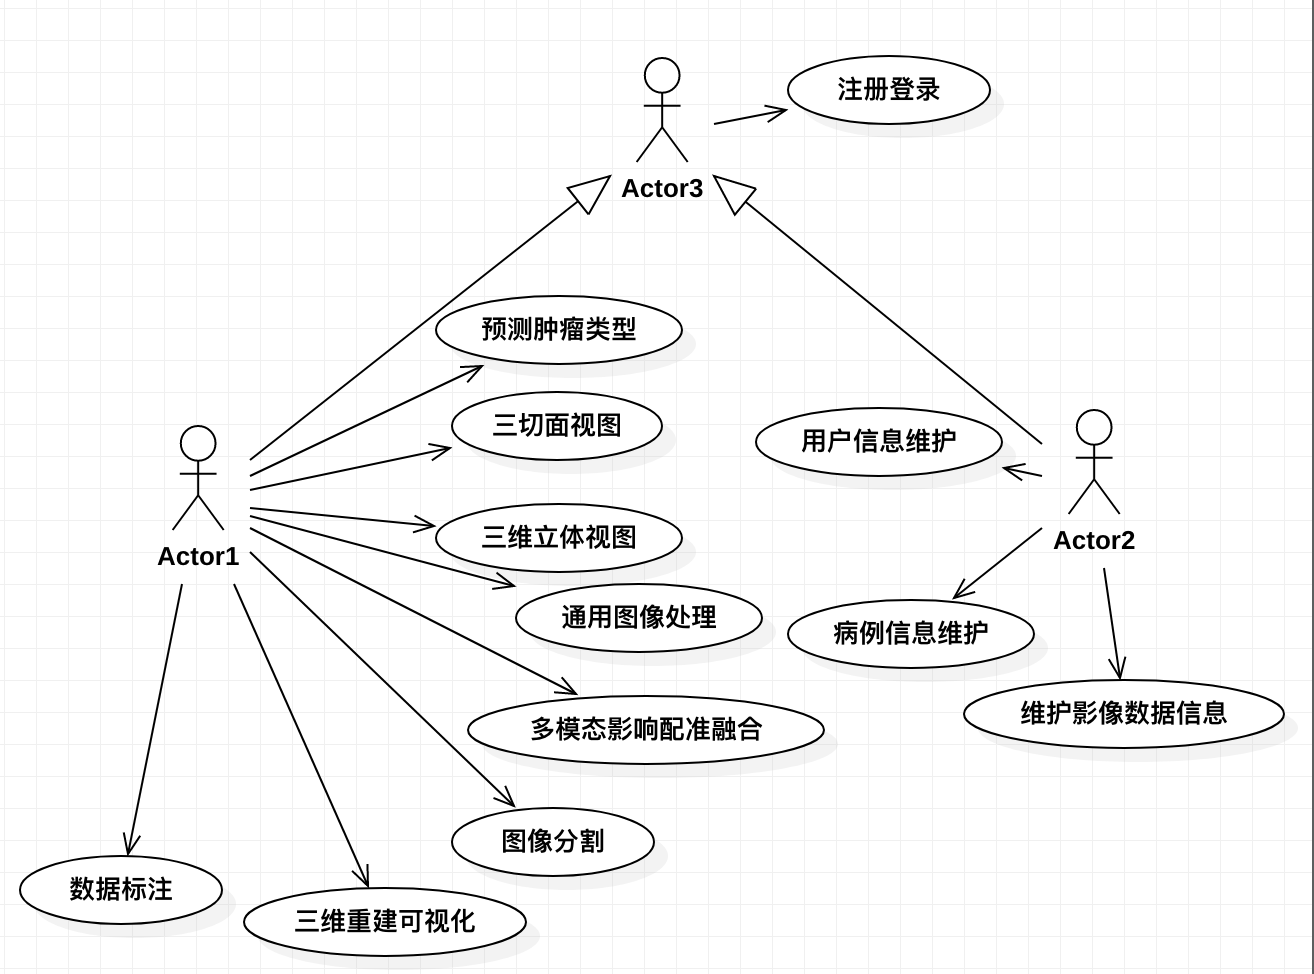 注册登录
Actor3
预测肿瘤类型
三切面视图
用户信息维护
三维立体视图
Actor1
Actor2
通用图像处理
病例信息维护
多模态影响配准融合
维护影像数据信息
图像分割
数据标注
三维重建可视化